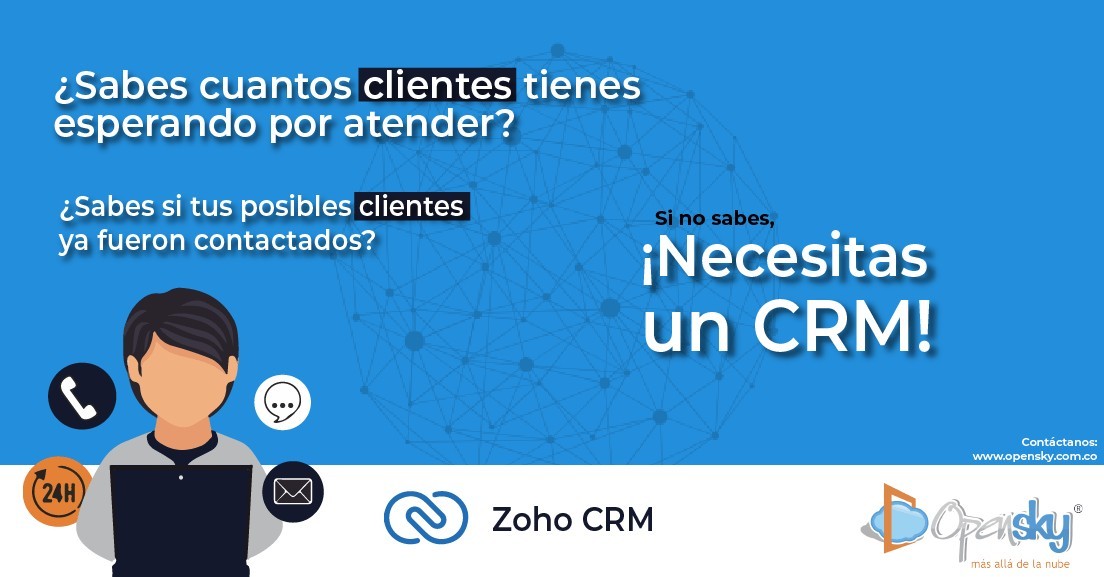 ¿Sabes cuantos clientes tienes
esperando por atender?
¿Sabes si tus posibles clientes
ya fueron contactados?
Si no sabes,
¡Necesitas
un CRM!
24H
Contáctanos:
www.opensky.com.co
Zoho CRM
Opensky®
más allá de la nube